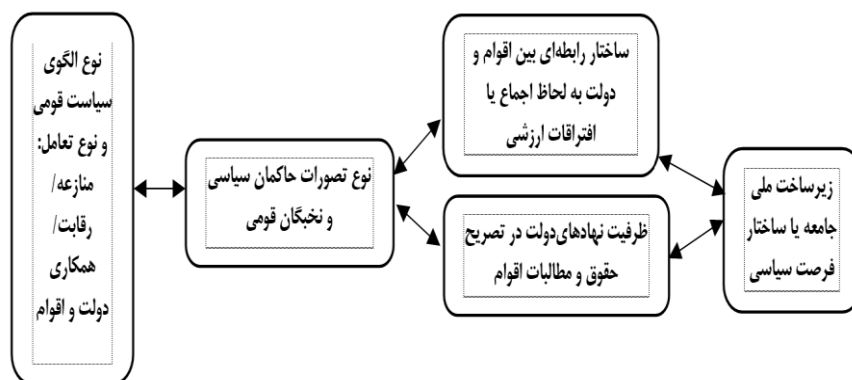 زیرساخت ملی
جامعه یا ساختار
فرصت سیاسی
ساختار رابطه‌ای بین اقوام و
دولت به لحاظ اجماع یا
افتراقات ارزشی
ظرفیت نهادهای‌دولت در تصریح
حقوق و مطالبات اقوام
نوع تصورات حاکمان سیاسی
و نخبگان قومی
نوع الگوی
سیاست قومی
و نوع تعامل:
منازعه/
رقابت/
همکاری
دولت و اقوام